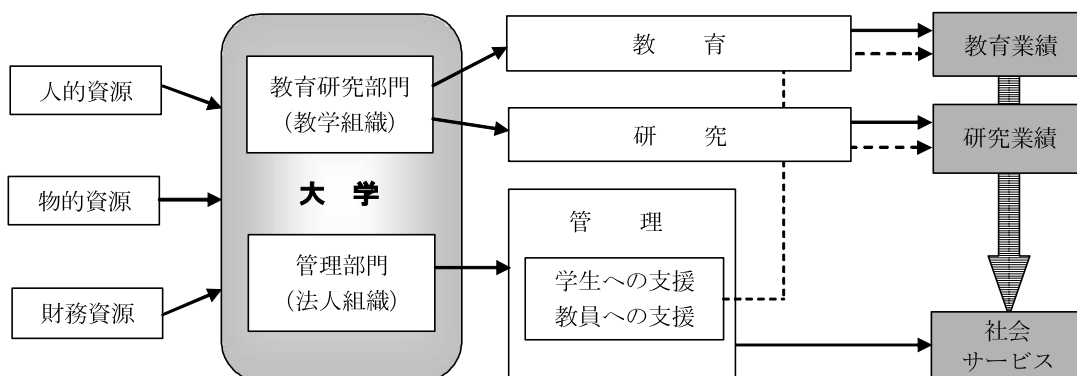 人的資源
物的資源
財務資源
教育研究部門
（教学組織）
大 学
管理部門
（法人組織）
教 育
研 究
管 理
学生への支援
教員への支援
教育業績
研究業績
社会
サービス